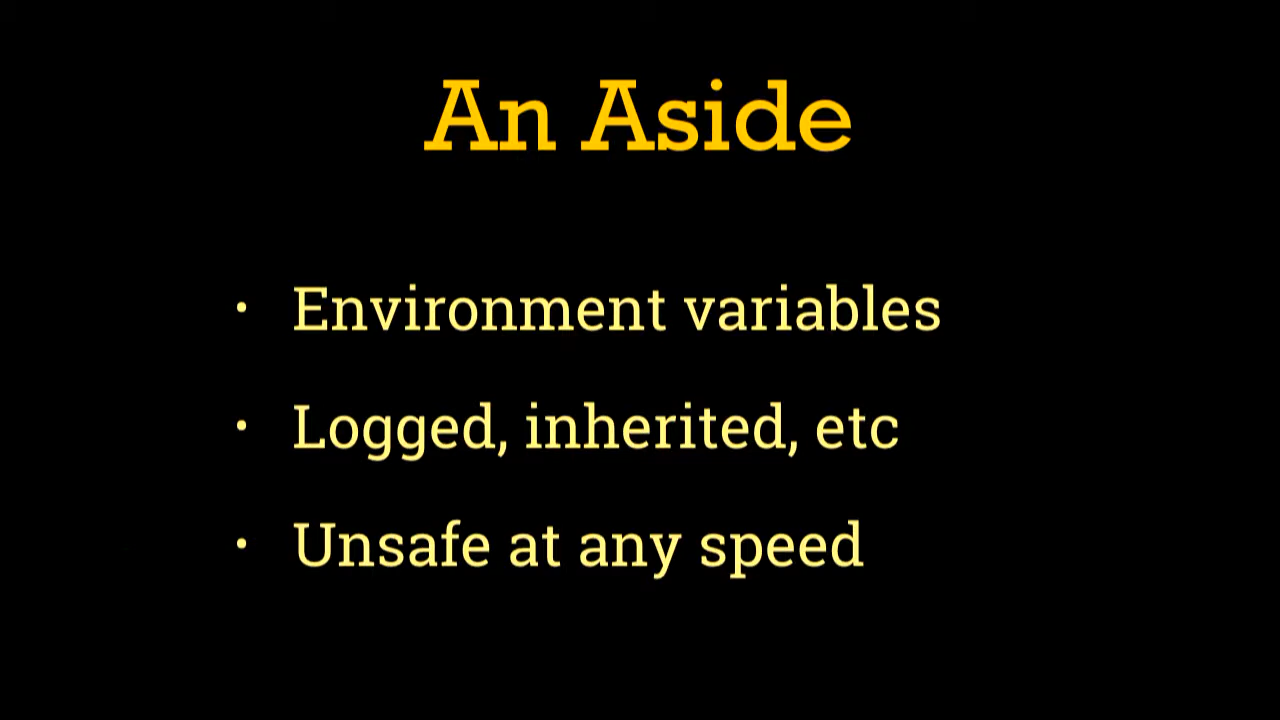 An Aside
· Environment variables
· Logged, inherited, etc
· Unsafe at any speed